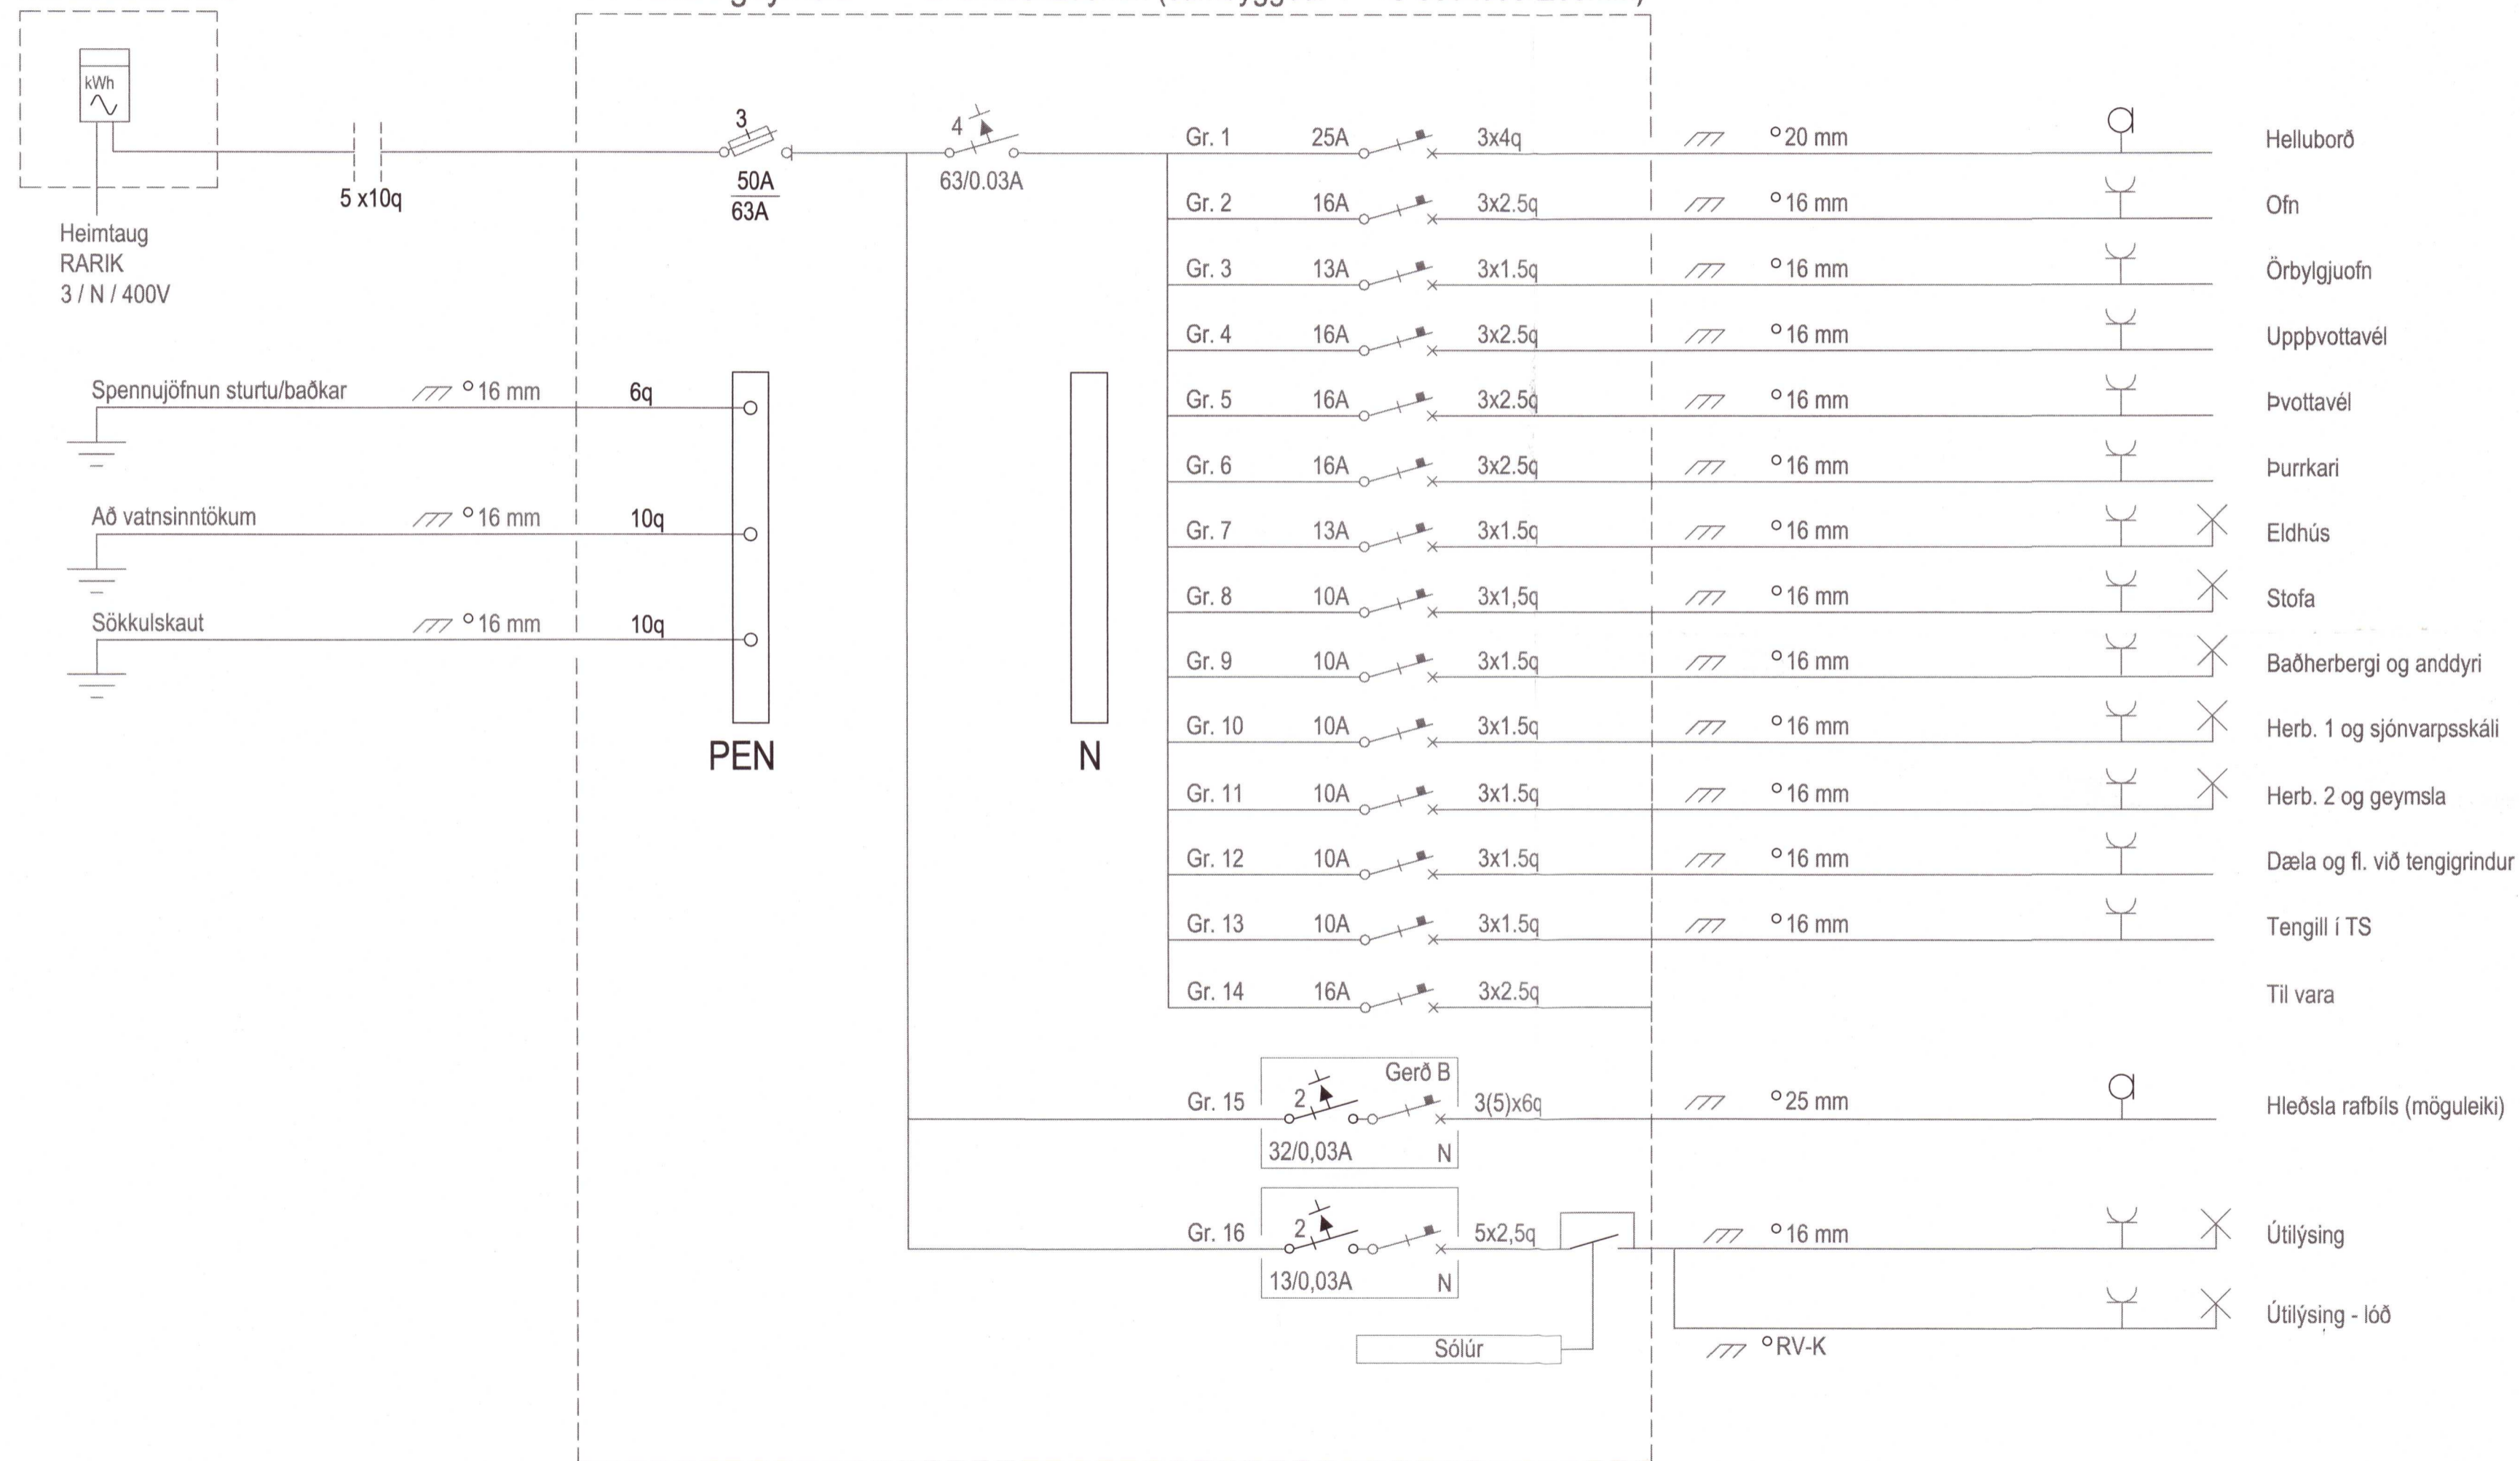 kWh
5 x10q
Heimtaug
RARIK
3 / N / 400V
3
50A
63A
4
63/0.03A
Spennujöfnun sturtu/baðkar 16 mm 6q
Að vatnsinntökum 16 mm 10q
Sökkulskaut 16 mm 10q
PEN
N
Gr. 1 25A 3x4q 20 mm Helluborð
Gr. 2 16A 3x2.5q 16 mm Ofn
Gr. 3 13A 3x1.5q 16 mm Örbylgjuofn
Gr. 4 16A 3x2.5q 16 mm Uppþvottavél
Gr. 5 16A 3x2.5q 16 mm Þvottavél
Gr. 6 16A 3x2.5q 16 mm Þurrkari
Gr. 7 13A 3x1.5q 16 mm Eldhús
Gr. 8 10A 3x1,5q 16 mm Stofa
Gr. 9 10A 3x1.5q 16 mm Baðherbergi og anddyri
Gr. 10 10A 3x1.5q 16 mm Herb. 1 og sjónvarpsskáli
Gr. 11 10A 3x1.5q 16 mm Herb. 2 og geymsla
Gr. 12 10A 3x1.5q 16 mm Dæla og fl. við tengigrindur
Gr. 13 10A 3x1.5q 16 mm Tengill í TS
Gr. 14 16A 3x2.5q Til vara
Gerð B
Gr. 15 2 3(5)x6q 25 mm Hleðsla rafbíls (möguleiki)
32/0,03A N
Gr. 16 2 5x2,5q 16 mm Útilýsing
13/0,03A N
Útilýsing - lóð
Sólúr RV-K